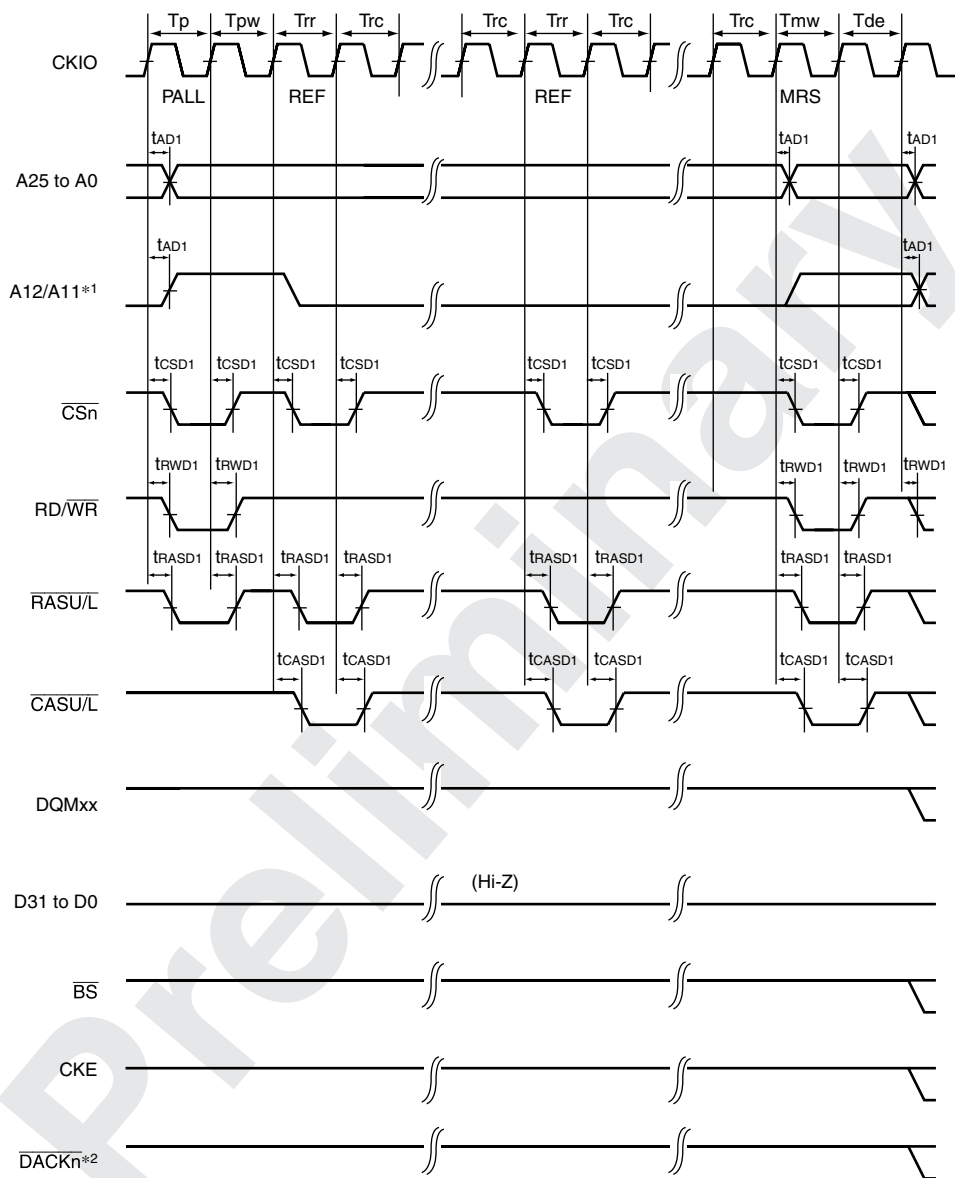 Tp Tpw Trr Trc Trc Trr Trc Trc Tmw Tde
CKIO
PALL REF REF MRS
tAD1 tAD1 tAD1
A25 to A0
tAD1 tAD1
A12/A11*1
tCSD1 tCSD1 tCSD1 tCSD1 tCSD1 tCSD1 tCSD1 tCSD1
CSn
tRWD1 tRWD1 tRWD1 tRWD1 tRWD1
RD/WR
tRASD1 tRASD1 tRASD1 tRASD1 tRASD1 tRASD1 tRASD1 tRASD1
RASU/L
tCASD1 tCASD1 tCASD1 tCASD1 tCASD1 tCASD1
CASU/L
DQMxx
(Hi-Z)
D31 to D0
BS
CKE
DACKn*2
Preliminary